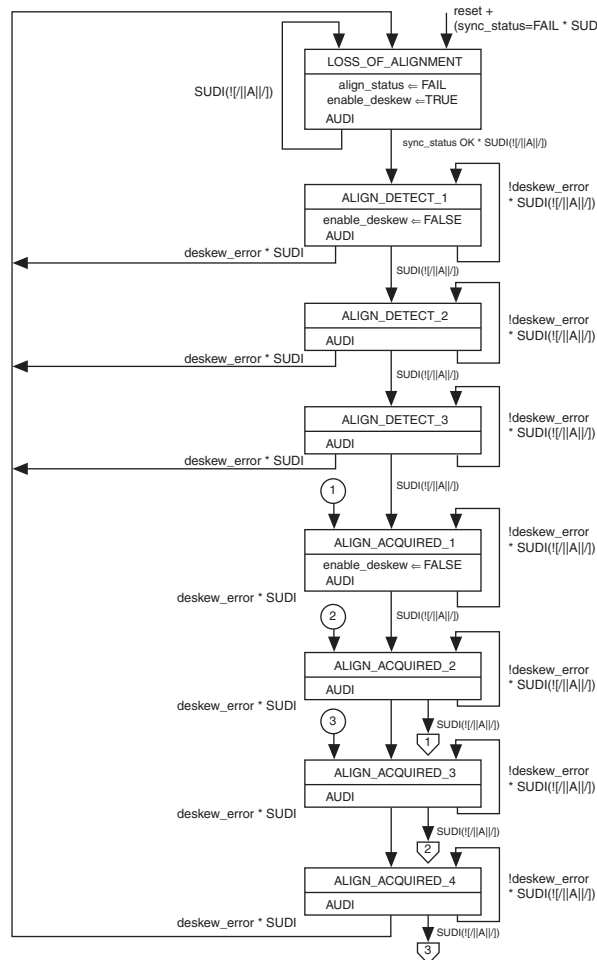 reset +
(sync_status=FAIL * SUD
LOSS_OF_ALIGNMENT
align_status ⇐ FAIL
enable_deskew ⇐TRUE
AUDI
SUDI(![/||A||/])
sync_status OK * SUDI(![/||A||/])
ALIGN_DETECT_1
enable_deskew ⇐ FALSE
AUDI
!deskew_error
* SUDI(![/||A||/])
deskew_error * SUDI
SUDI(![/||A||/])
ALIGN_DETECT_2
AUDI
!deskew_error
* SUDI(![/||A||/])
deskew_error * SUDI
SUDI(![/||A||/])
ALIGN_DETECT_3
AUDI
!deskew_error
* SUDI(![/||A||/])
deskew_error * SUDI
SUDI(![/||A||/])
1
ALIGN_ACQUIRED_1
enable_deskew ⇐ FALSE
AUDI
!deskew_error
* SUDI(![/||A||/])
deskew_error * SUDI
SUDI(![/||A||/])
2
ALIGN_ACQUIRED_2
AUDI
!deskew_error
* SUDI(![/||A||/])
deskew_error * SUDI
SUDI(![/||A||/])
1
3
ALIGN_ACQUIRED_3
AUDI
!deskew_error
* SUDI(![/||A||/])
deskew_error * SUDI
SUDI(![/||A||/])
2
ALIGN_ACQUIRED_4
AUDI
!deskew_error
* SUDI(![/||A||/])
deskew_error * SUDI
SUDI(![/||A||/])
3